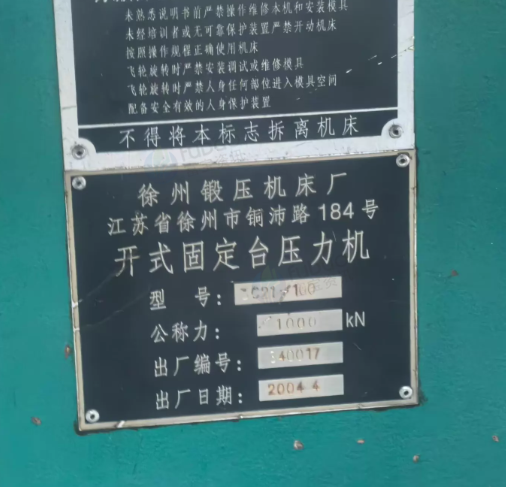 未熟悉说明书前严禁操作维修本机和安装模具
未经培训者或无可靠保护装置严禁开动机床
按照操作规程正确使用机床
飞轮旋转时严禁安装调试或维修模具
飞轮旋转时严禁人身任何部位进入模具空间
配备安全有效的人身保护装置
不得将本标志拆离机床
徐州锻压机床厂
江苏省徐州市铜沛路184号
开式固定台压力机
型号: 21-100
公称力: 1000 kN
出厂编号: 40017
出厂日期: 2004 4